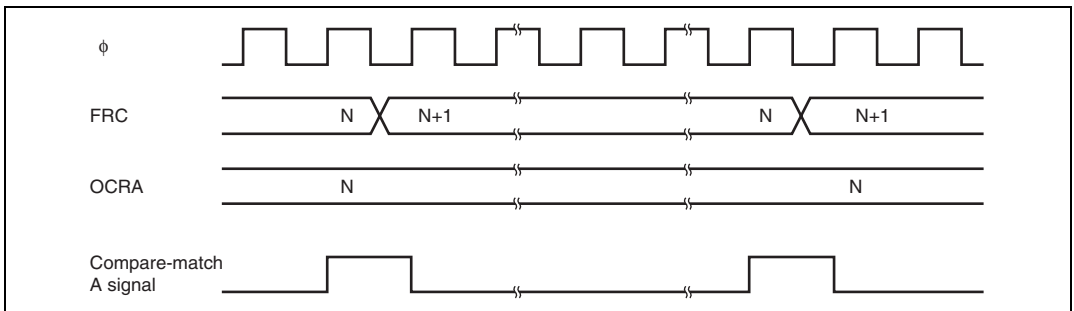 ϕ
FRC N N+1 N N+1
OCRA N N
Compare-match
A signal